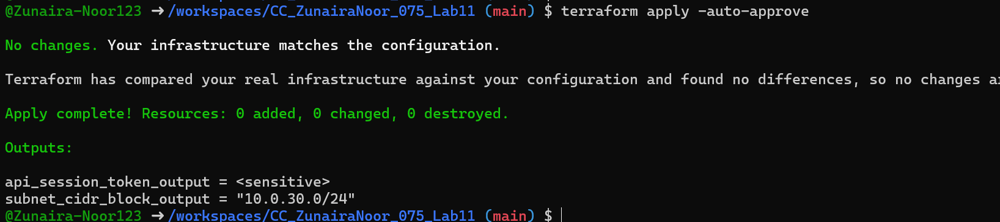 @Zunaira-Noor123 ➜ /workspaces/CC_ZunairaNoor_075_Lab11 (main) $ terraform apply -auto-approve
No changes. Your infrastructure matches the configuration.
Terraform has compared your real infrastructure against your configuration and found no differences, so no changes
Apply complete! Resources: 0 added, 0 changed, 0 destroyed.
Outputs:
api_session_token_output = <sensitive>
subnet_cidr_block_output = "10.0.30.0/24"
@Zunaira-Noor123 ➜ /workspaces/CC_ZunairaNoor_075_Lab11 (main) $